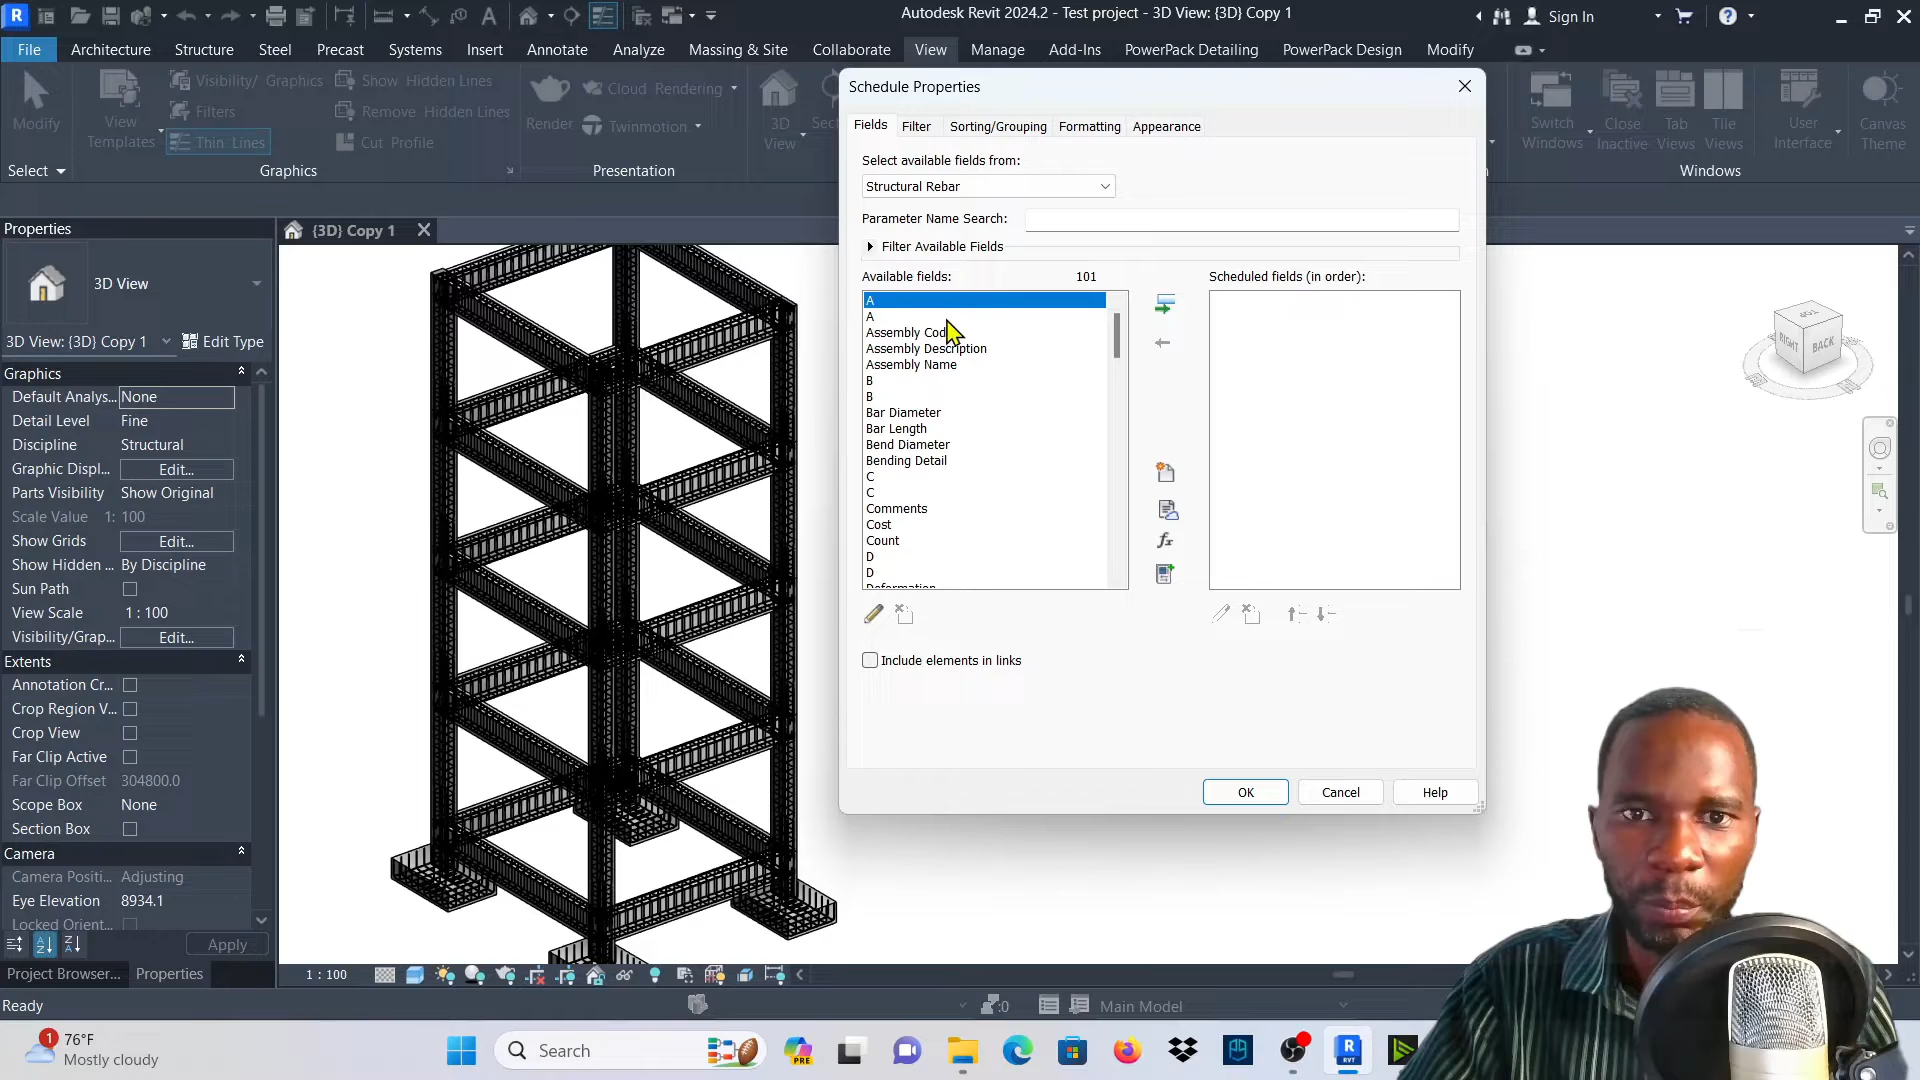 Autodesk Revit 2024.2 - Test project - 3D View: {3D} Copy 1
Sign In
File Architecture Structure Steel Precast Systems Insert Annotate Analyze Massing & Site Collaborate View Manage Add-Ins PowerPack Detailing PowerPack Design Modify
Modify
View
Templates
Visibility/ Graphics
Filters
Thin Lines
Show Hidden Lines
Remove Hidden Lines
Cut Profile
Render
Cloud Rendering
Twinmotion
3D
View
Switch
Windows
Close
Inactive
Tab
Views
Tile
Views
User
Interface
Canvas
Theme
Select
Graphics
Presentation
Windows
Properties
{3D} Copy 1
3D View
3D View: {3D} Copy 1
Edit Type
Graphics
Default Analys... None
Detail Level Fine
Discipline Structural
Graphic Displ... Edit...
Parts Visibility Show Original
Scale Value 1: 100
Show Grids Edit...
Show Hidden ... By Discipline
Sun Path
View Scale 1 : 100
Visibility/Grap... Edit...
Extents
Annotation Cr...
Crop Region V...
Crop View
Far Clip Active
Far Clip Offset 304800.0
Scope Box None
Section Box
Camera
Camera Positi... Adjusting
Eye Elevation 8934.1
Locked Orient...
Apply
Project Browser...
Properties
Schedule Properties
Fields Filter Sorting/Grouping Formatting Appearance
Select available fields from:
Structural Rebar
Parameter Name Search:
Filter Available Fields
Available fields: 101
Scheduled fields (in order):
A
A
Assembly Cod
Assembly Description
Assembly Name
B
B
Bar Diameter
Bar Length
Bend Diameter
Bending Detail
C
C
Comments
Cost
Count
D
D
Deformation
Include elements in links
OK Cancel Help
TOP
RIGHT
BACK
1 : 100
Ready
:0
Main Model
1
76°F
Mostly cloudy
Search
PRE
R
RVT